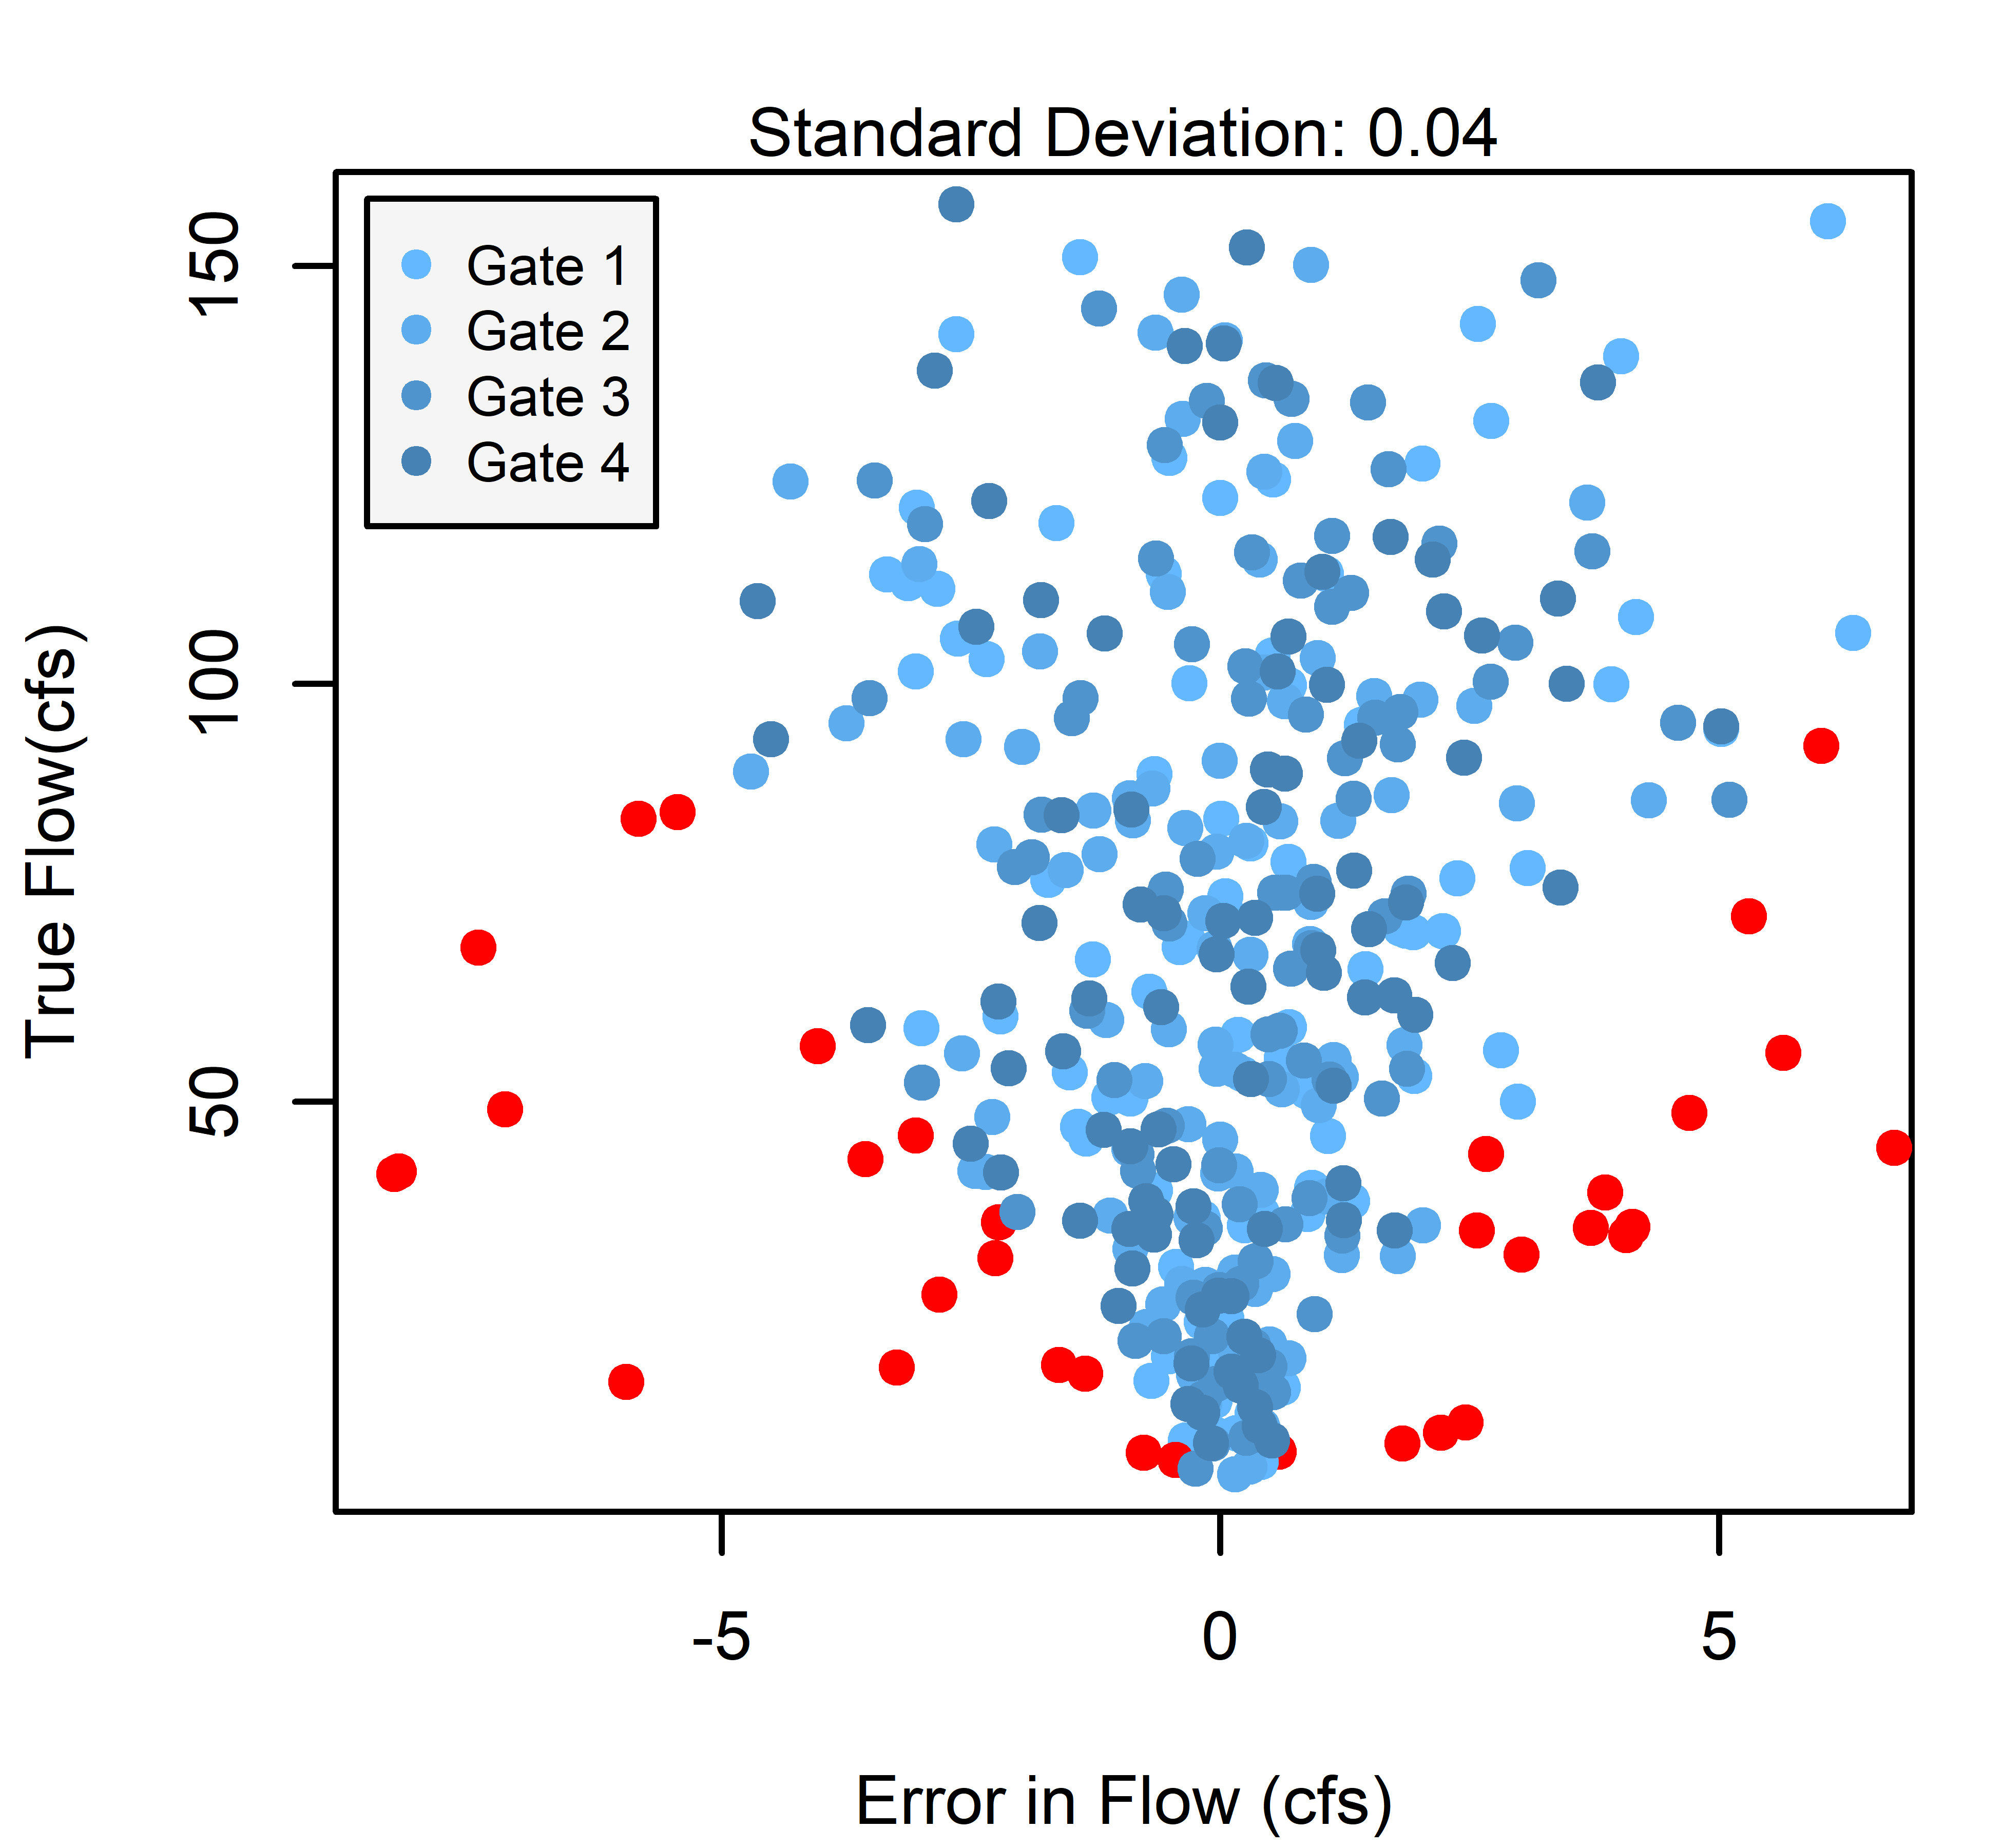 Standard Deviation: 0.04
Gate 1
Gate 2
Gate 3
Gate 4
True Flow(cfs)
150
100
50
-5 0 5
Error in Flow (cfs)